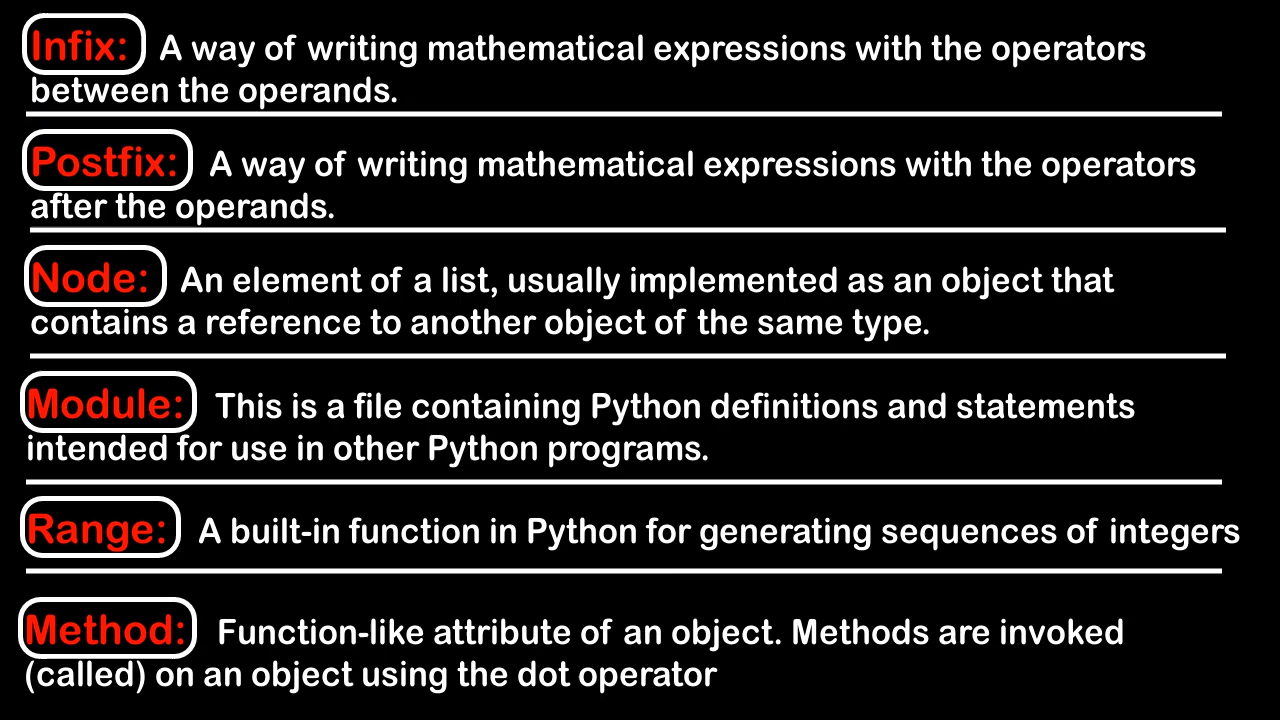 Infix: A way of writing mathematical expressions with the operators
between the operands.
Postfix: A way of writing mathematical expressions with the operators
after the operands.
Node: An element of a list, usually implemented as an object that
contains a reference to another object of the same type.
Module: This is a file containing Python definitions and statements
intended for use in other Python programs.
Range: A built-in function in Python for generating sequences of integers
Method: Function-like attribute of an object. Methods are invoked
(called) on an object using the dot operator